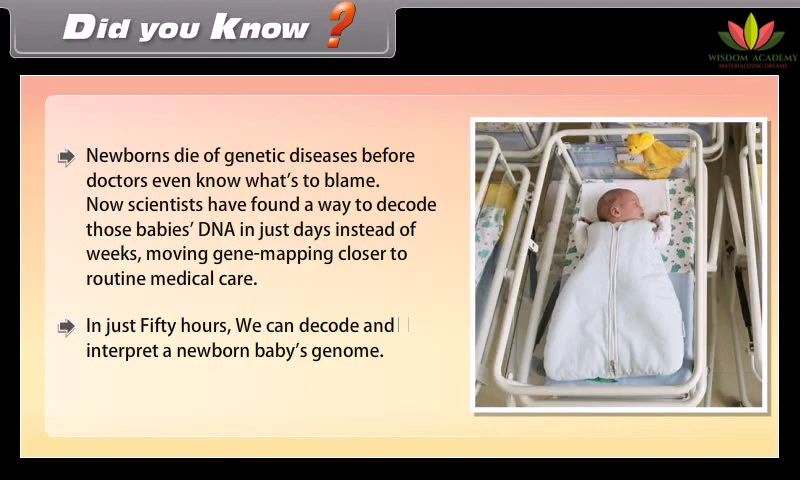 Did you Know ?
WISDOM ACADEMY
MATERIALIZING DREAMS
Newborns die of genetic diseases before
doctors even know what's to blame.
Now scientists have found a way to decode
those babies' DNA in just days instead of
weeks, moving gene-mapping closer to
routine medical care.
In just Fifty hours, We can decode and
interpret a newborn baby's genome.